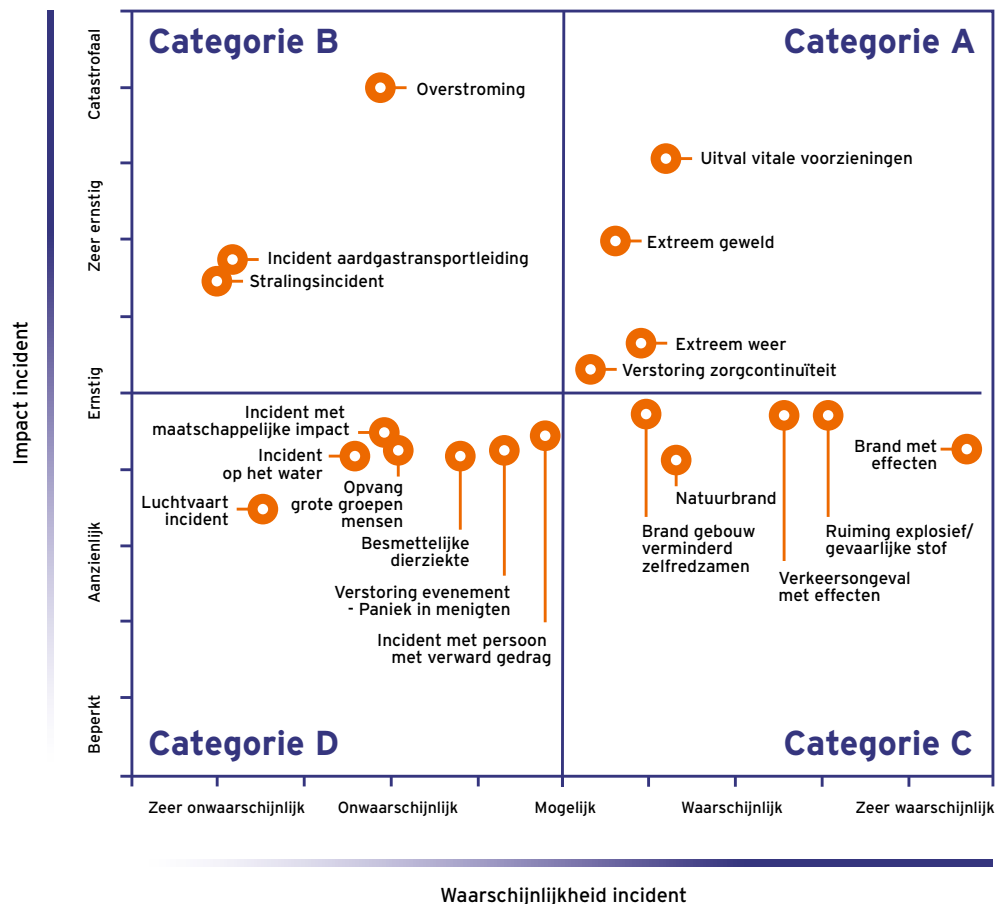 Categorie B
Categorie A
Overstroming
Uitval vitale voorzieningen
Extreem geweld
Incident aardgastransportleiding
Stralingsincident
Extreem weer
Verstoring zorgcontinuïteit
Incident met
maatschappelijke impact
Incident
op het water
Opvang
grote groepen
mensen
Luchtvaart
incident
Besmettelijke
dierziekte
Verstoring evenement
- Paniek in menigten
Incident met persoon
met verward gedrag
Brand met
effecten
Natuurbrand
Brand gebouw
verminderd
zelfredzamen
Ruiming explosief/
gevaarlijke stof
Verkeersongeval
met effecten
Categorie D
Categorie C
Impact incident
Catastrofaal
Zeer ernstig
Ernstig
Aanzienlijk
Beperkt
Zeer onwaarschijnlijk
Onwaarschijnlijk
Mogelijk
Waarschijnlijk
Zeer waarschijnlijk
Waarschijnlijkheid incident